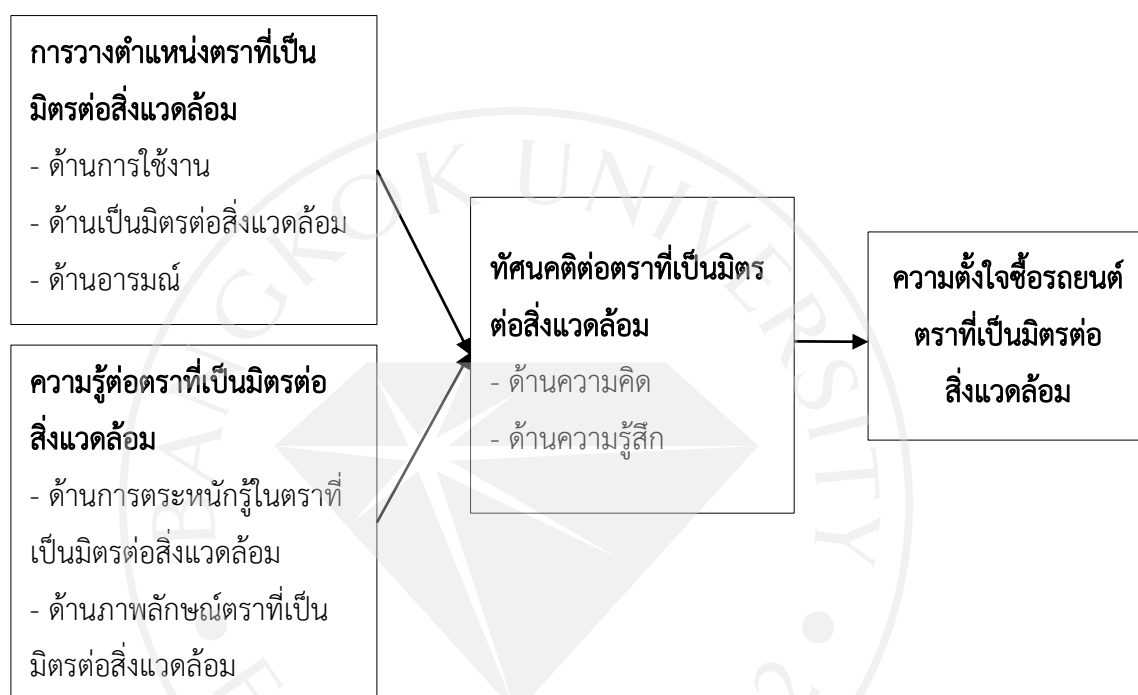 การวางตำแหน่งตราที่เป็น
มิตรต่อสิ่งแวดล้อม
- ด้านการใช้งาน
- ด้านเป็นมิตรต่อสิ่งแวดล้อม
- ด้านอารมณ์
ความรู้ต่อตราที่เป็นมิตรต่อ
สิ่งแวดล้อม
- ด้านการตระหนักรู้ในตราที่
เป็นมิตรต่อสิ่งแวดล้อม
- ด้านภาพลักษณ์ตราที่เป็น
มิตรต่อสิ่งแวดล้อม
ทัศนคติต่อตราที่เป็นมิตร
ต่อสิ่งแวดล้อม
- ด้านความคิด
- ด้านความรู้สึก
ความตั้งใจซื้อรถยนต์
ตราที่เป็นมิตรต่อ
สิ่งแวดล้อม
BANGKOK UNIVERSITY